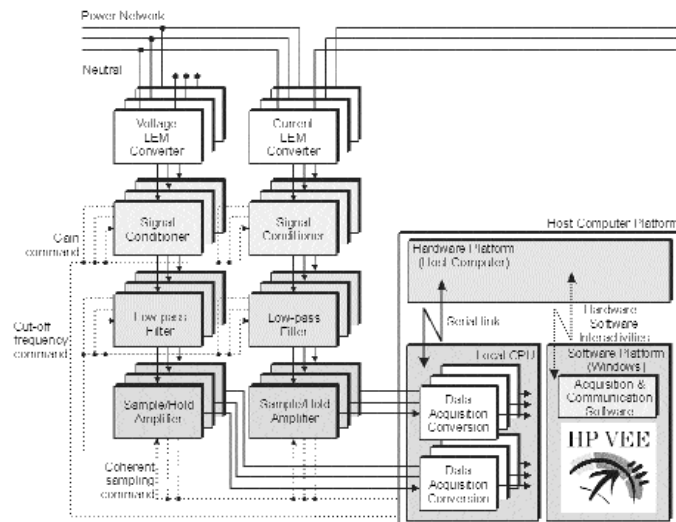 Power Network
Neutral
Voltage
LEM
Converter
Current
LEM
Converter
Signal
Conditioner
Signal
Conditioner
Gain
command
Host Computer Platform
Hardware Platform
(Host Computer)
Low-pass
Filter
Low-pass
Filter
Cut-off
frequency
command
Serial link
Hardware
Software
Interactivities
Local CPU
Software Platform
(Windows)
Sample/Hold
Amplifier
Sample/Hold
Amplifier
Data
Acquisition
Conversion
Acquisition &
Communication
Software
HP VEE
Coherent
sampling
command
Data
Acquisition
Conversion